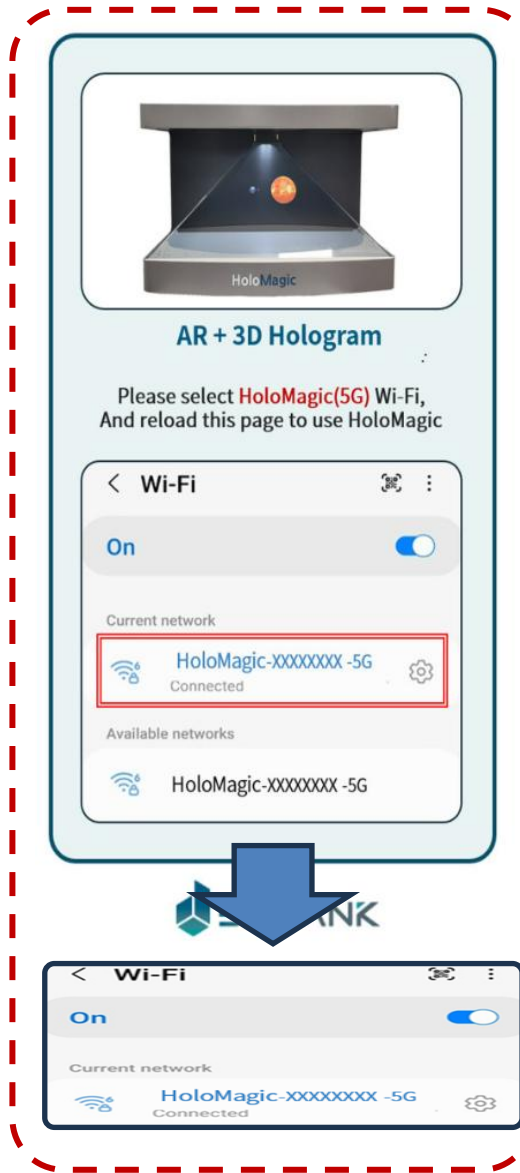 HoloMagic
AR + 3D Hologram
Please select HoloMagic(5G) Wi-Fi,
And reload this page to use HoloMagic
Wi-Fi
On
Current network
HoloMagic-XXXXXXXX -5G
Connected
Available networks
HoloMagic-XXXXXXXX -5G
Wi-Fi
On
Current network
HoloMagic-XXXXXXXX -5G
Connected